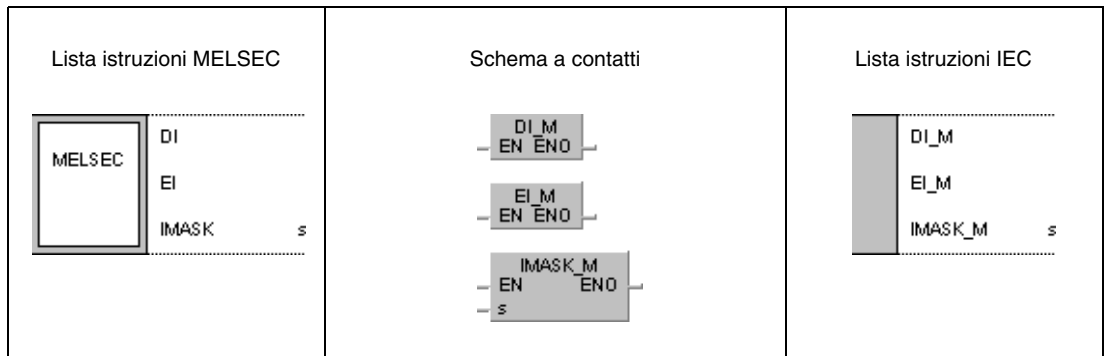 Lista istruzioni MELSEC
MELSEC
DI
EI
IMASK s
Schema a contatti
DI_M
EN ENO
EI_M
EN ENO
IMASK_M
EN ENO
s
Lista istruzioni IEC
DI_M
EI_M
IMASK_M s